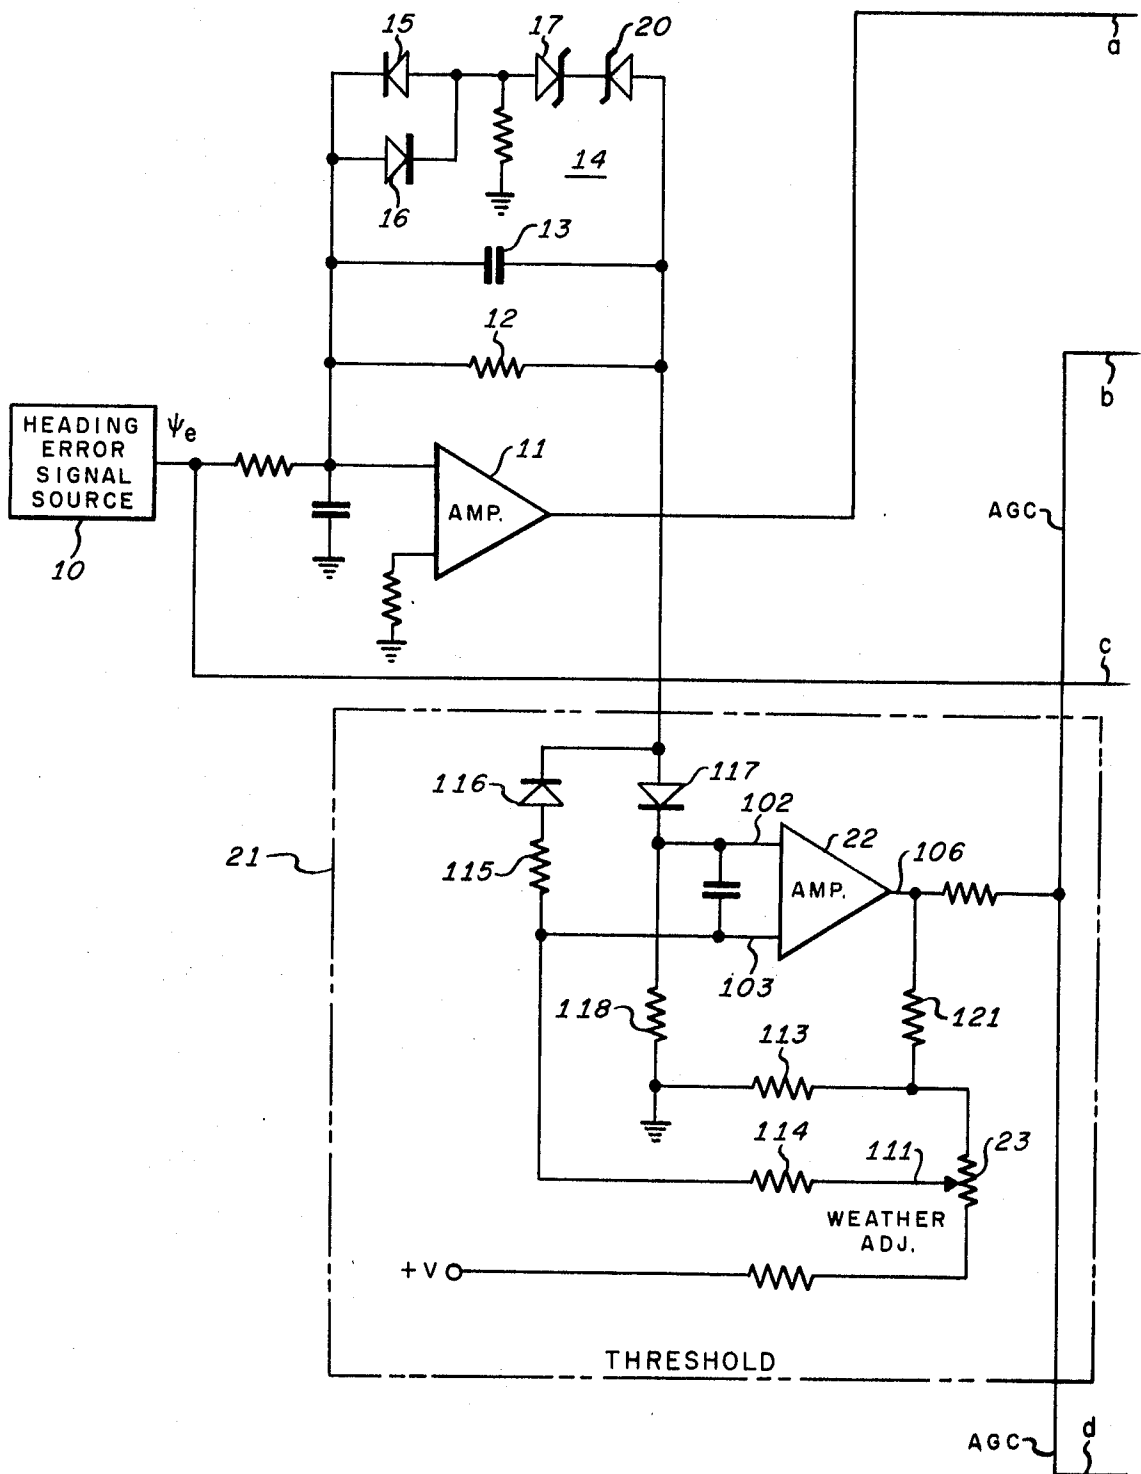 15
17
20
a
14
16
13
12
b
HEADING
ERROR
SIGNAL
SOURCE
ψe
10
11
AMP.
AGC
c
116
117
102
22
106
21
115
AMP.
103
118
121
113
114
111
23
WEATHER
ADJ.
+V
THRESHOLD
AGC
d